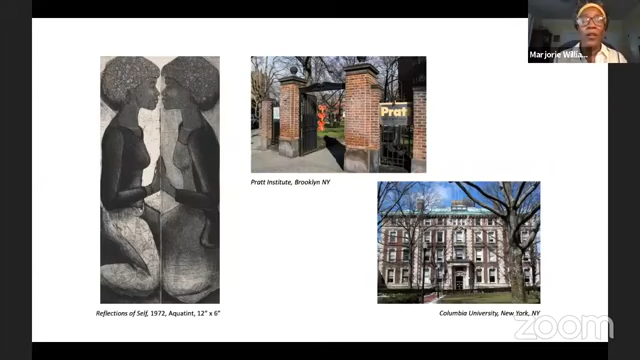 Marjorie Willia...
Pratt
Pratt Institute, Brooklyn NY
Reflections of Self, 1972, Aquatint, 12" x 6"
Columbia University, New York, NY
zoom